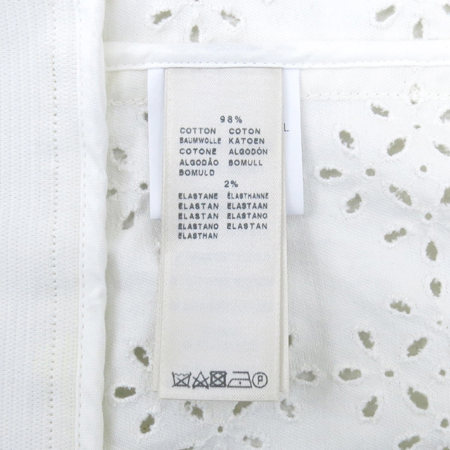 98%
COTTON COTON
BAUMWOLLE KATOEN
COTONE ALGODÓN
ALGODÃO BOMULL
BOMULD
2%
ELASTANE ÉLASTHANNE
ELASTAN ELASTAAN
ELASTAN ELASTANO
ELASTANO ELASTAN
ELASTHAN
L
P